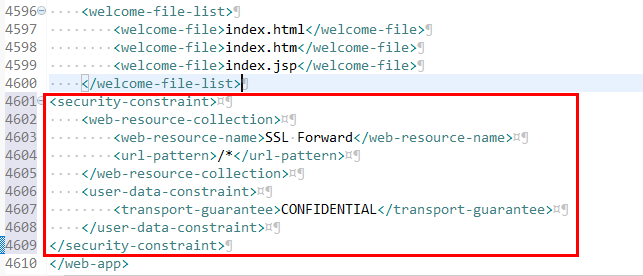 4596 <welcome-file-list>
4597 <welcome-file>index.html</welcome-file>
4598 <welcome-file>index.htm</welcome-file>
4599 <welcome-file>index.jsp</welcome-file>
4600 </welcome-file-list>
4601 <security-constraint>
4602 <web-resource-collection>
4603 <web-resource-name>SSL Forward</web-resource-name>
4604 <url-pattern>/*</url-pattern>
4605 </web-resource-collection>
4606 <user-data-constraint>
4607 <transport-guarantee>CONFIDENTIAL</transport-guarantee>
4608 </user-data-constraint>
4609 </security-constraint>
4610 </web-app>